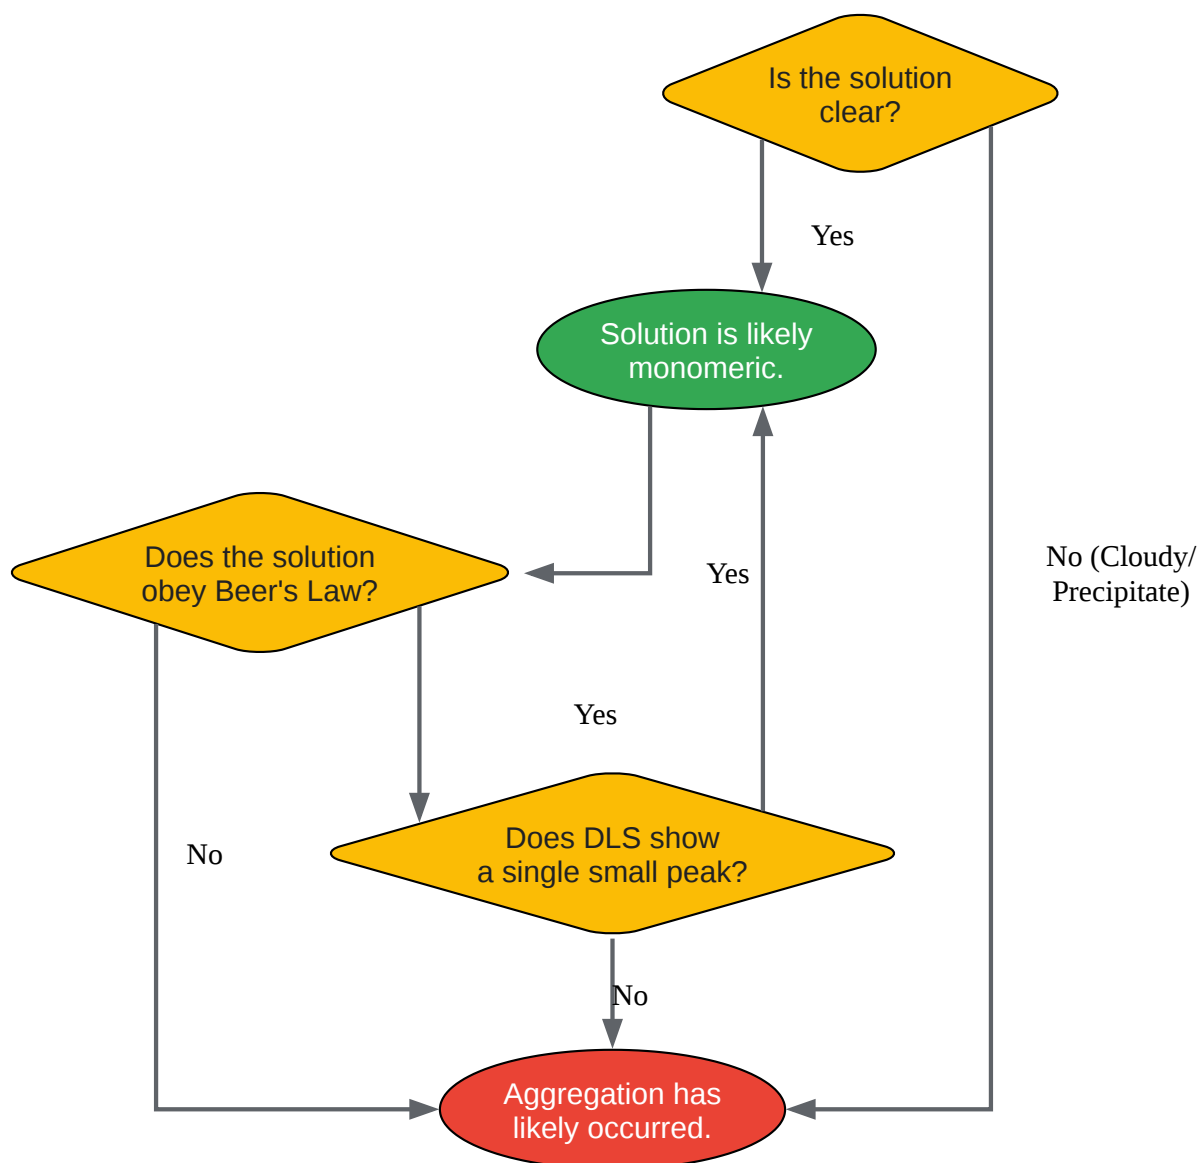 Is the solution
clear?
Yes
Solution is likely
monomeric.
Does the solution
obey Beer's Law?
Yes
No (Cloudy/
Precipitate)
Yes
No
Does DLS show
a single small peak?
No
Aggregation has
likely occurred.